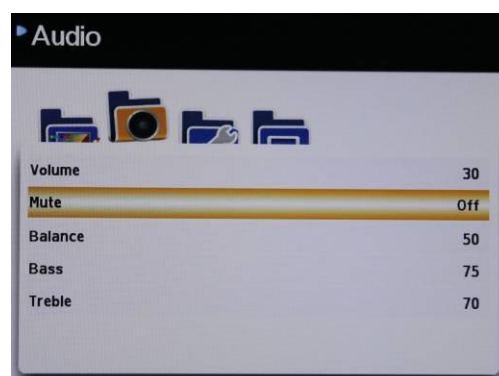 Audio
Volume 30
Mute Off
Balance 50
Bass 75
Treble 70